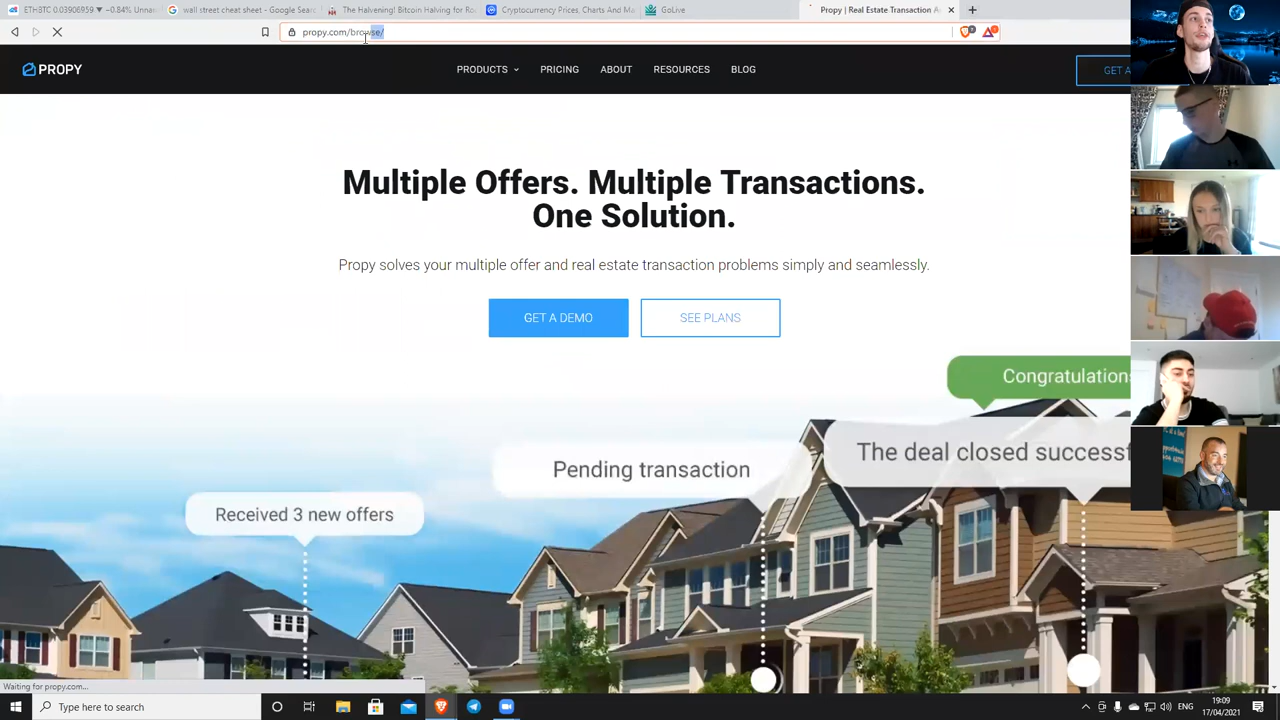 ETHBTC 0.03906959 ▼ −0.84% Unnar
wall street cheat sheet - Google Sear
The Halvening! Bitcoin Halving for Ro
Cryptocurrency Prices, Charts And Ma
GoLive
Propy | Real Estate Transaction A
propy.com/browse/
PROPY
PRODUCTS
PRICING
ABOUT
RESOURCES
BLOG
GET A
Multiple Offers. Multiple Transactions.
One Solution.
Propy solves your multiple offer and real estate transaction problems simply and seamlessly.
GET A DEMO
SEE PLANS
Congratulations
The deal closed successf
Pending transaction
Received 3 new offers
Waiting for propy.com...
Type here to search
ENG
19:09
17/04/2021